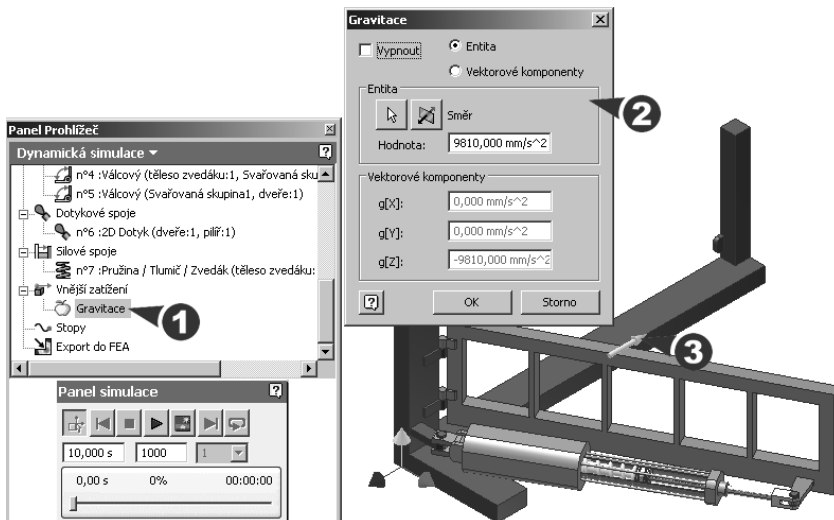 Gravitace
Vypnout
Entita
Vektorové komponenty
Entita
Směr
Hodnota: 9810,000 mm/s^2
Vektorové komponenty
g[X]: 0,000 mm/s^2
g[Y]: 0,000 mm/s^2
g[Z]: -9810,000 mm/s^2
OK Storno
2
Panel Prohlížeč
Dynamická simulace
n°4 :Válcový (těleso zvedáku:1, Svařovaná sku
n°5 :Válcový (Svařovaná skupina1, dveře:1)
Dotykové spoje
n°6 :2D Dotyk (dveře:1, pilíř:1)
Silové spoje
n°7 :Pružina / Tlumič / Zvedák (těleso zvedáku:
Vnější zatížení
Gravitace
1
Stopy
Export do FEA
Panel simulace
10,000 s 1000 1
0,00 s 0% 00:00:00
3